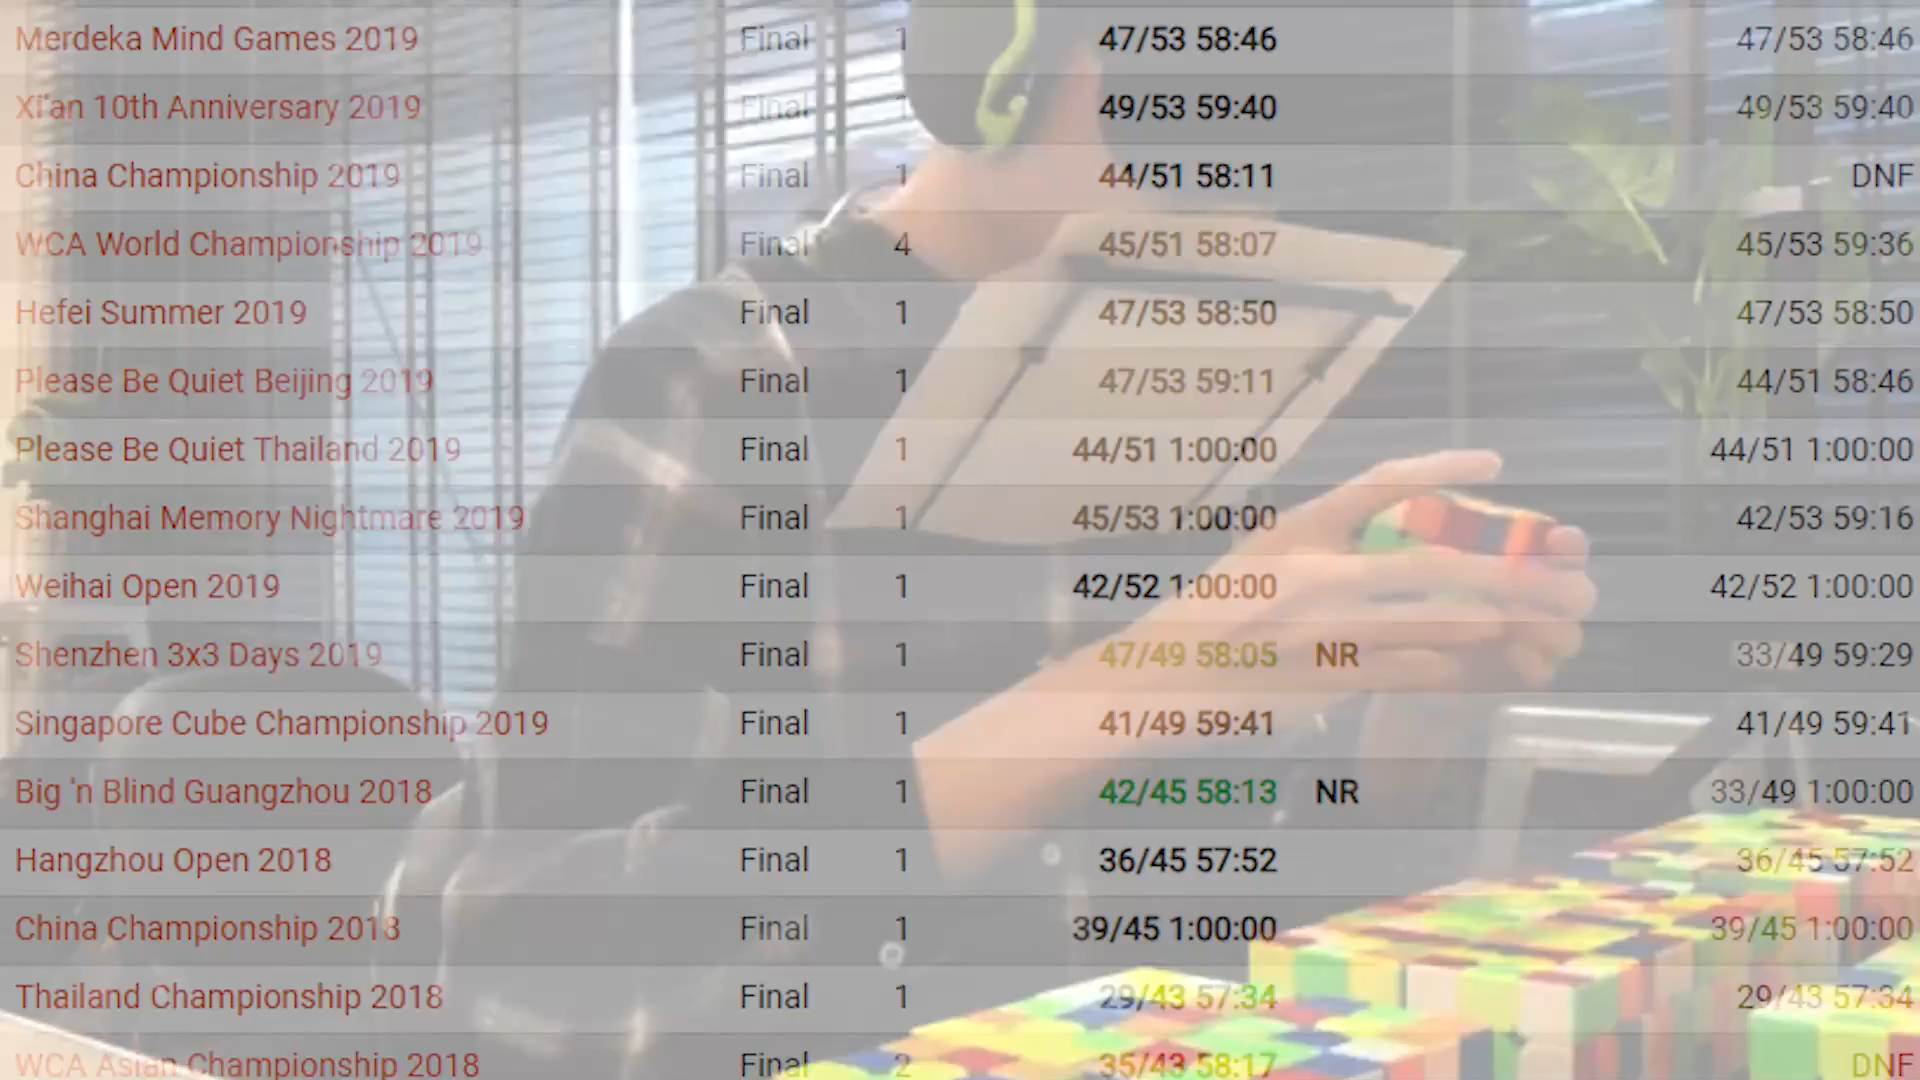 Merdeka Mind Games 2019 Final 1 47/53 58:46 47/53 58:46
Xi'an 10th Anniversary 2019 Final 1 49/53 59:40 49/53 59:40
China Championship 2019 Final 1 44/51 58:11 DNF
WCA World Championship 2019 Final 4 45/51 58:07 45/53 59:36
Hefei Summer 2019 Final 1 47/53 58:50 47/53 58:50
Please Be Quiet Beijing 2019 Final 1 47/53 59:11 44/51 58:46
Please Be Quiet Thailand 2019 Final 1 44/51 1:00:00 44/51 1:00:00
Shanghai Memory Nightmare 2019 Final 1 45/53 1:00:00 42/53 59:16
Weihai Open 2019 Final 1 42/52 1:00:00 42/52 1:00:00
Shenzhen 3x3 Days 2019 Final 1 47/49 58:05 NR 33/49 59:29
Singapore Cube Championship 2019 Final 1 41/49 59:41 41/49 59:41
Big 'n Blind Guangzhou 2018 Final 1 42/45 58:13 NR 33/49 1:00:00
Hangzhou Open 2018 Final 1 36/45 57:52 36/45 57:52
China Championship 2018 Final 1 39/45 1:00:00 39/45 1:00:00
Thailand Championship 2018 Final 1 29/43 57:34 29/43 57:34
WCA Asian Championship 2018 Final 2 35/43 58:17 DNF